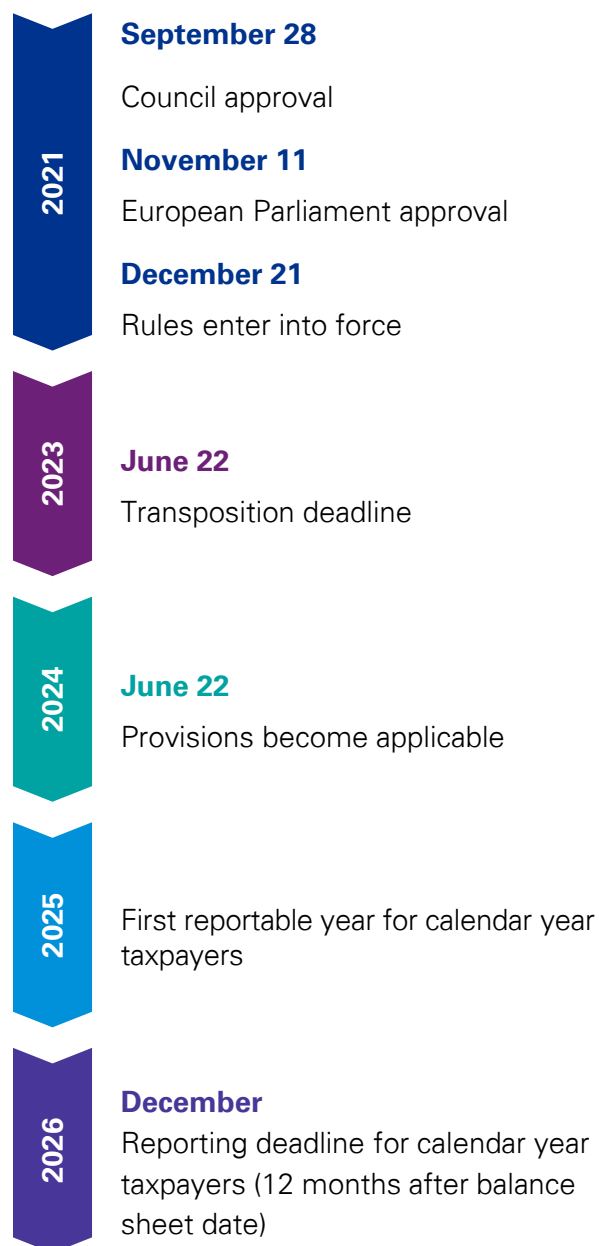 2021
September 28
Council approval
November 11
European Parliament approval
December 21
Rules enter into force
2023
June 22
Transposition deadline
2024
June 22
Provisions become applicable
2025
First reportable year for calendar year
taxpayers
2026
December
Reporting deadline for calendar year
taxpayers (12 months after balance
sheet date)